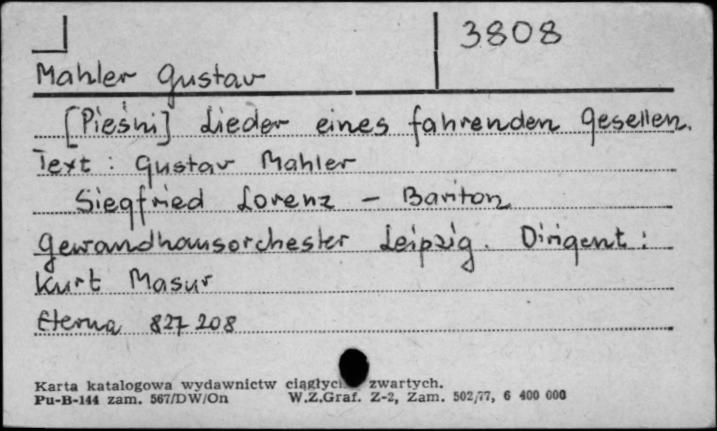 3808
Mahler Gustav
[Pieśni] Lieder eines fahrenden Gesellen.
Text : Gustav Mahler
Siegfried Lorenz - Bariton
Gewandhausorchester Leipzig. Dirigent :
Kurt Masur
Eterna 827 208
Karta katalogowa wydawnictw zwartych.
Pu-B-144 zam. 567/DW/On W.Z.Graf. Z-2, Zam. 502/77, 6 400 000